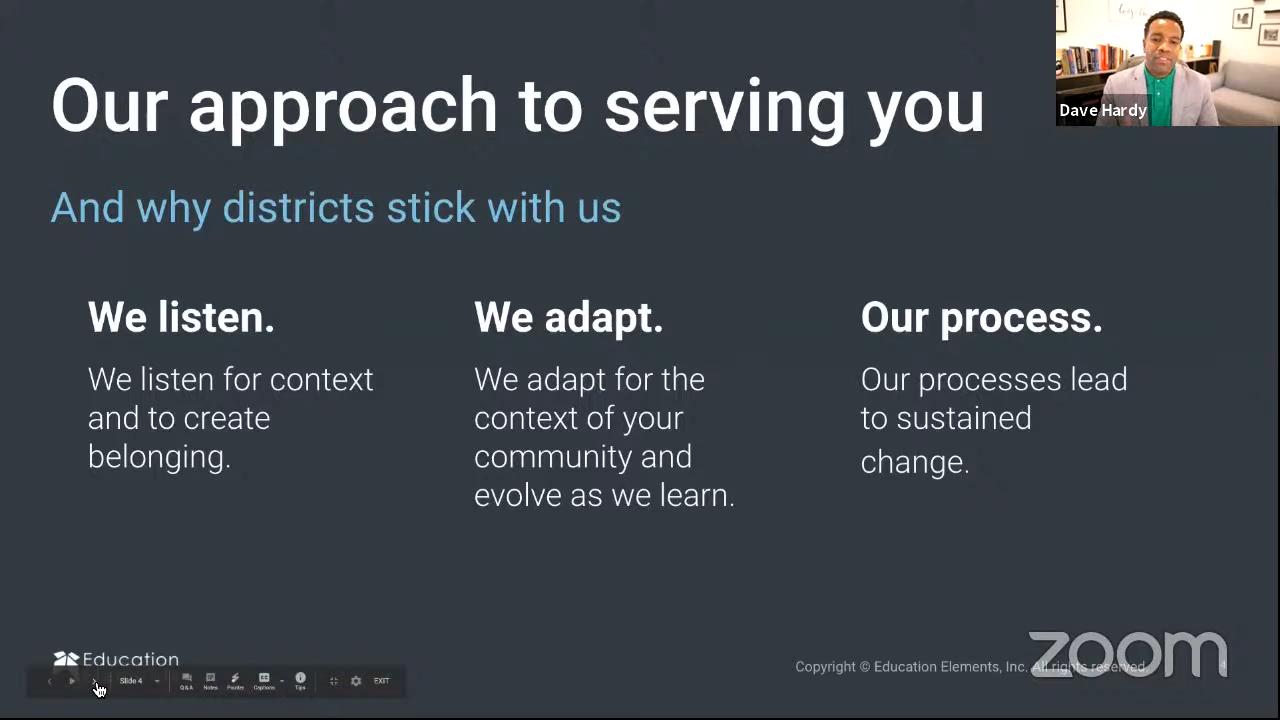 Our approach to serving you
Dave Hardy
And why districts stick with us
We listen.
We listen for context
and to create
belonging.
We adapt.
We adapt for the
context of your
community and
evolve as we learn.
Our process.
Our processes lead
to sustained
change.
Education
Slide 4
Q&A
Notes
Pointer
Captions
Tips
EXIT
Copyright © Education Elements, Inc. All rights reserved.
4
zoom